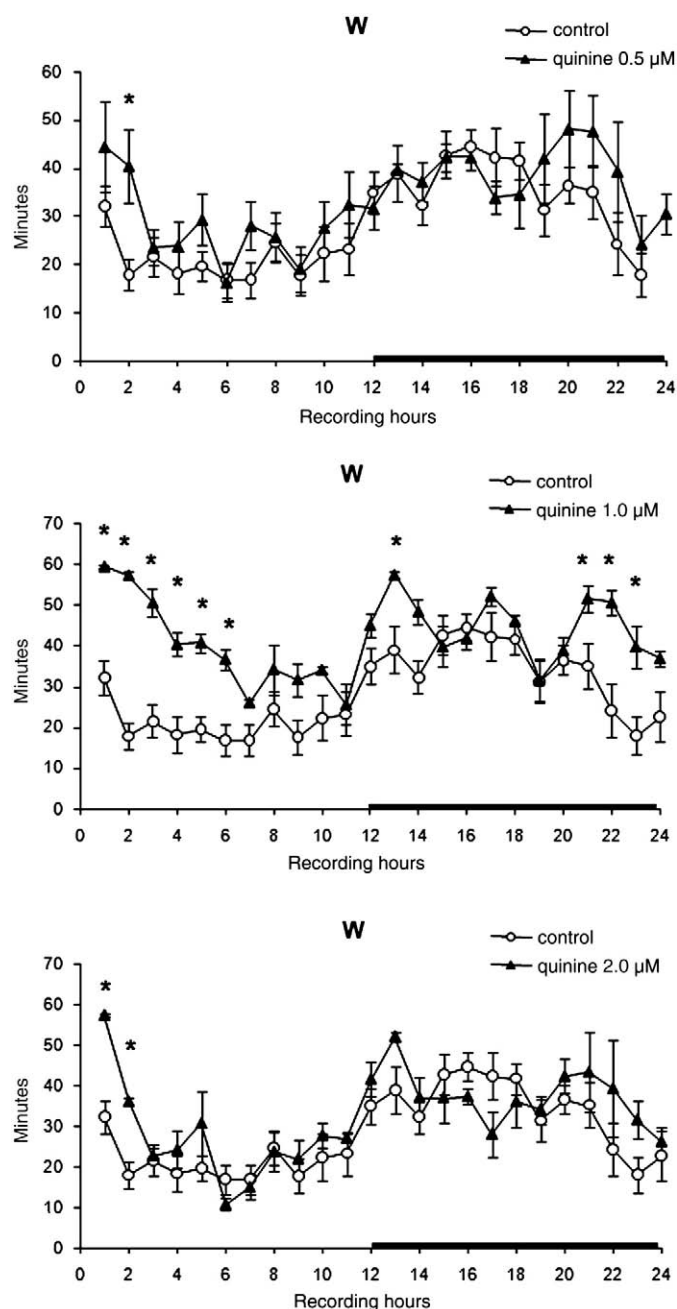 W
control
quinine 0.5 µM
60
*
50
40
Minutes
30
20
10
0
0 2 4 6 8 10 12 14 16 18 20 22 24
Recording hours
W
control
quinine 1.0 µM
70
* * * * * * * * * *
60
50
40
Minutes
30
20
10
0
0 2 4 6 8 10 12 14 16 18 20 22 24
Recording hours
W
control
quinine 2.0 µM
70
* *
60
50
40
Minutes
30
20
10
0
0 2 4 6 8 10 12 14 16 18 20 22 24
Recording hours